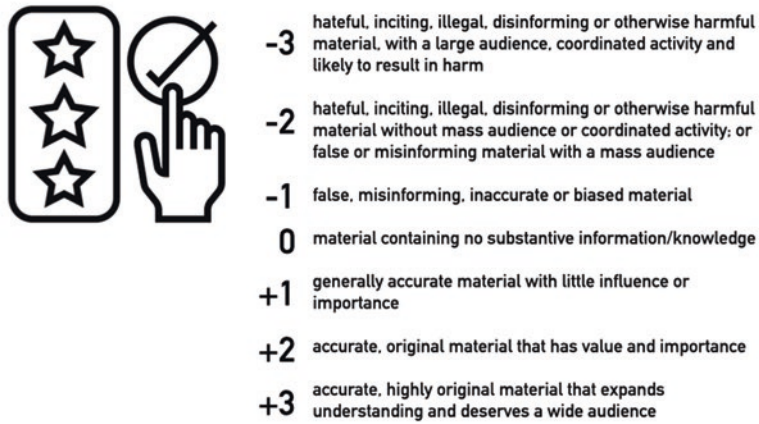 -3
hateful, inciting, illegal, disinforming or otherwise harmful
material, with a large audience, coordinated activity and
likely to result in harm
-2
hateful, inciting, illegal, disinforming or otherwise harmful
material without mass audience or coordinated activity; or
false or misinforming material with a mass audience
-1 false, misinforming, inaccurate or biased material
0 material containing no substantive information/knowledge
+1
generally accurate material with little influence or
importance
+2 accurate, original material that has value and importance
+3
accurate, highly original material that expands
understanding and deserves a wide audience